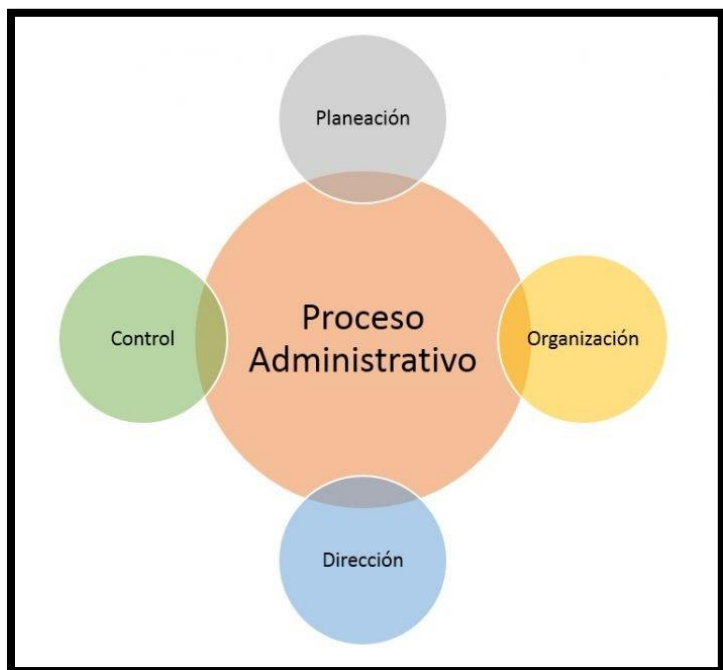 Planeación
Control
Proceso
Administrativo
Organización
Dirección